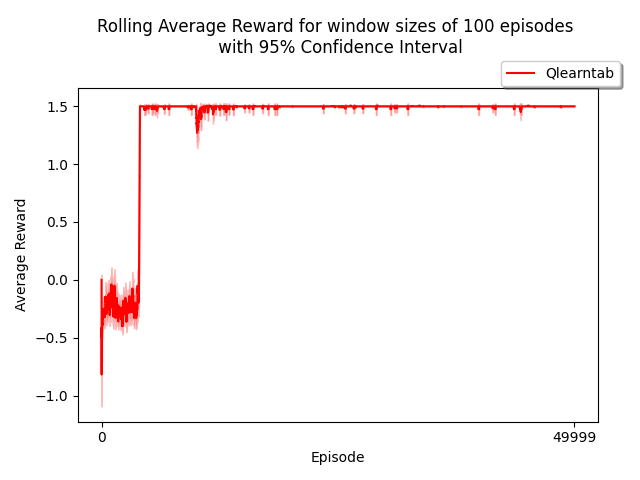 Rolling Average Reward for window sizes of 100 episodes
with 95% Confidence Interval
Qlearntab
1.5
1.0
0.5
0.0
−0.5
−1.0
Average Reward
0
49999
Episode